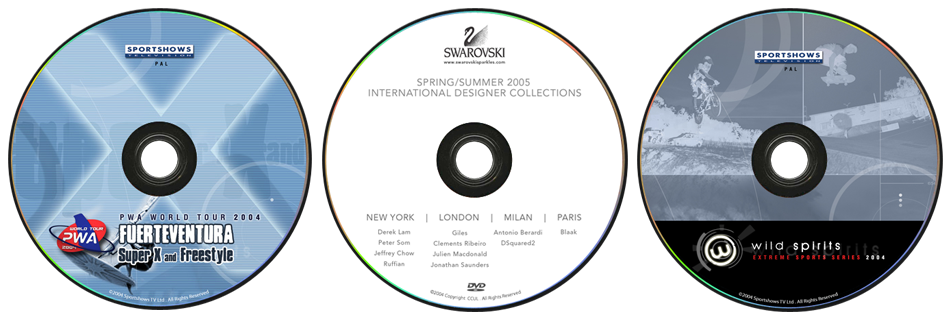 SPORTSHOWS
TELEVISION
PAL
PWA WORLD TOUR 2004
WORLD TOUR
PWA
FUERTEVENTURA
Super X and Freestyle
©2004 Sportshows TV Ltd . All Rights Reserved
SWAROVSKI
www.swarovskisparkles.com
SPRING/SUMMER 2005
INTERNATIONAL DESIGNER COLLECTIONS
NEW YORK | LONDON | MILAN | PARIS
Derek Lam Giles Antonio Berardi Blaak
Peter Som Clements Ribeiro DSquared2
Jeffrey Chow Julien Macdonald
Ruffian Jonathan Saunders
DVD
©2004 Copyright CCUL . All Rights Reserved
SPORTSHOWS
TELEVISION
PAL
wild spirits
EXTREME SPORTS SERIES 2004
©2004 Sportshows TV Ltd . All Rights Reserved